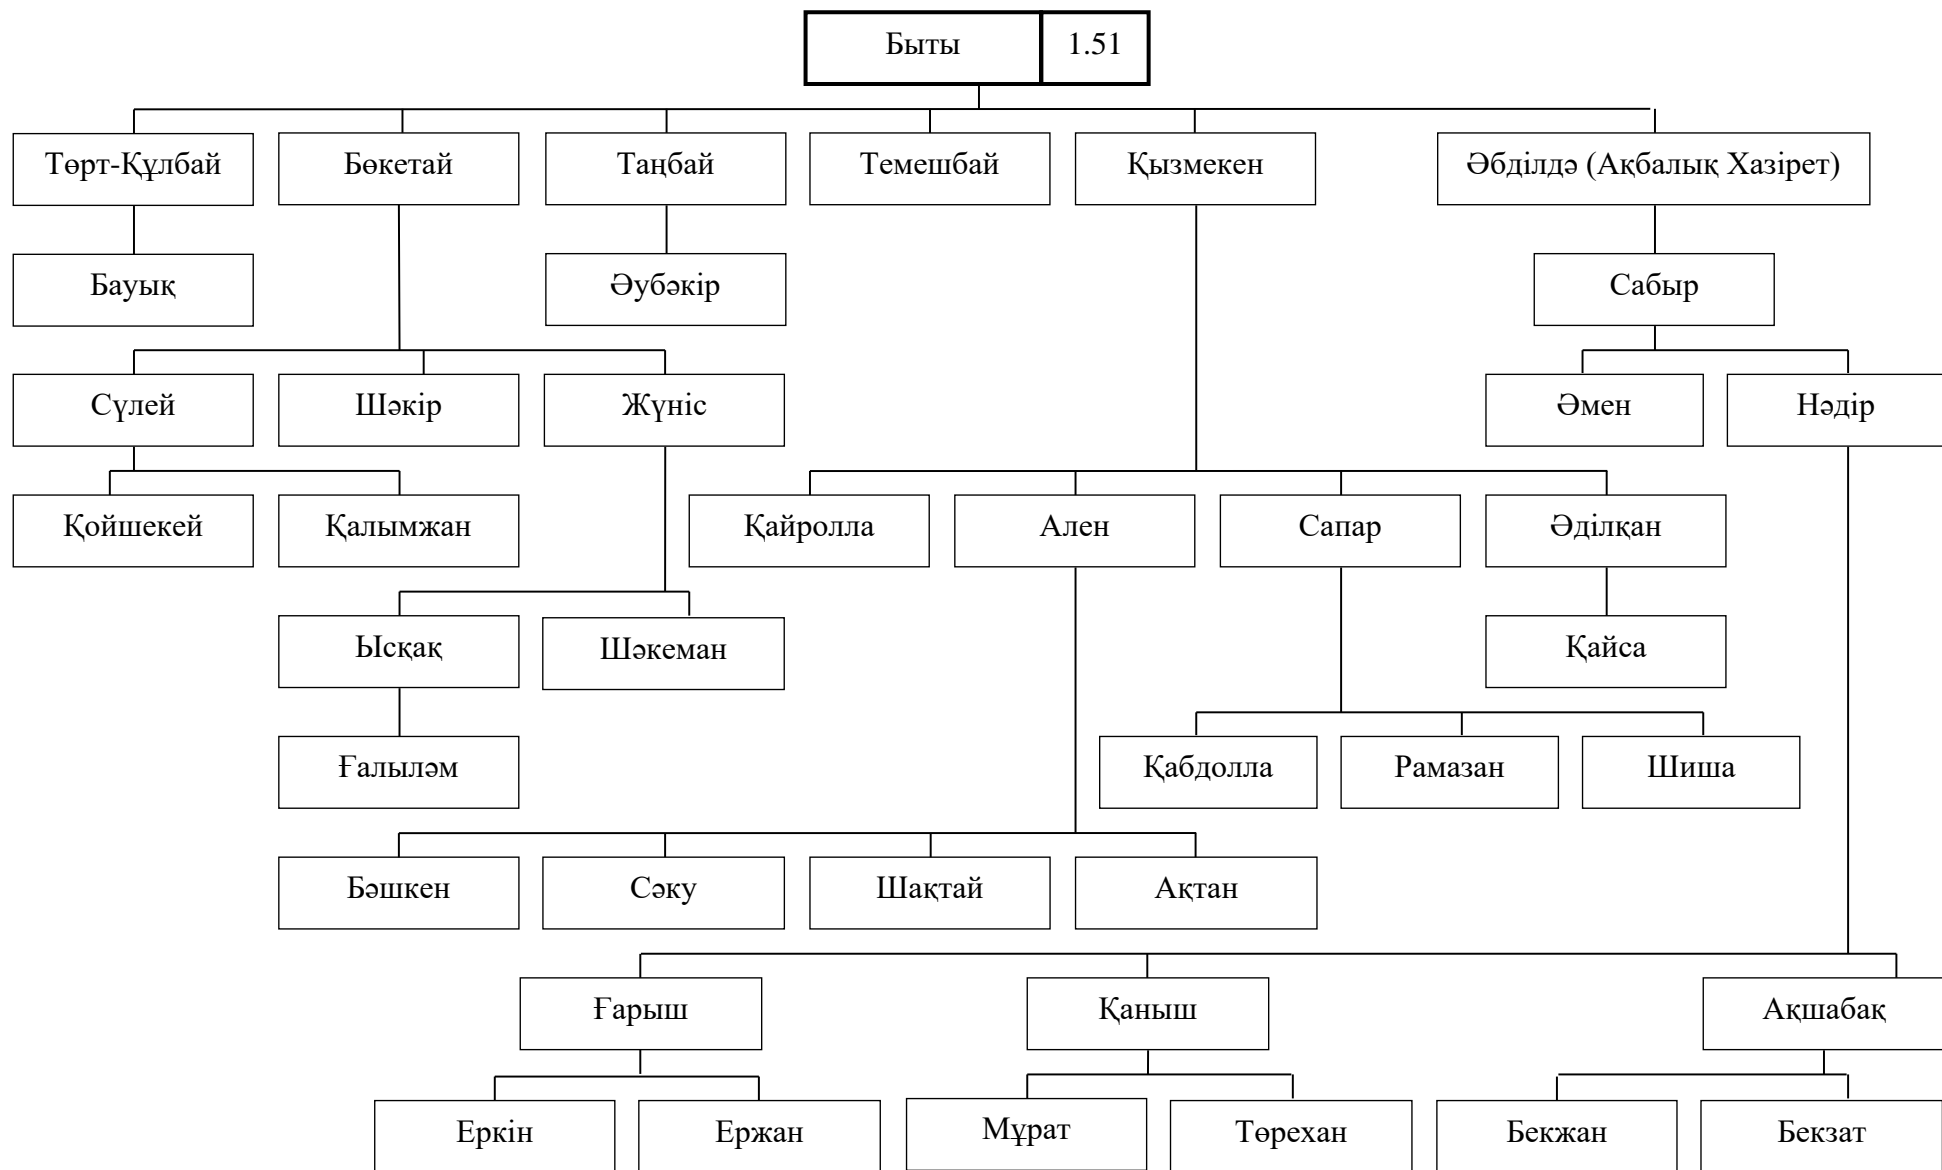 Быты 1.51
Төрт-Құлбай Бөкетай Таңбай Темешбай Қызмекен Әбділдә (Ақбалық Хазірет)
Бауық Әубәкір Сабыр
Сүлей Шәкір Жүніс Әмен Нәдір
Қойшекей Қалымжан Қайролла Ален Сапар Әділқан
Ысқақ Шәкеман Қайса
Ғалыләм Қабдолла Рамазан Шиша
Бәшкен Сәку Шақтай Ақтан
Ғарыш Қаныш Ақшабақ
Еркін Ержан Мұрат Төрехан Бекжан Бекзат